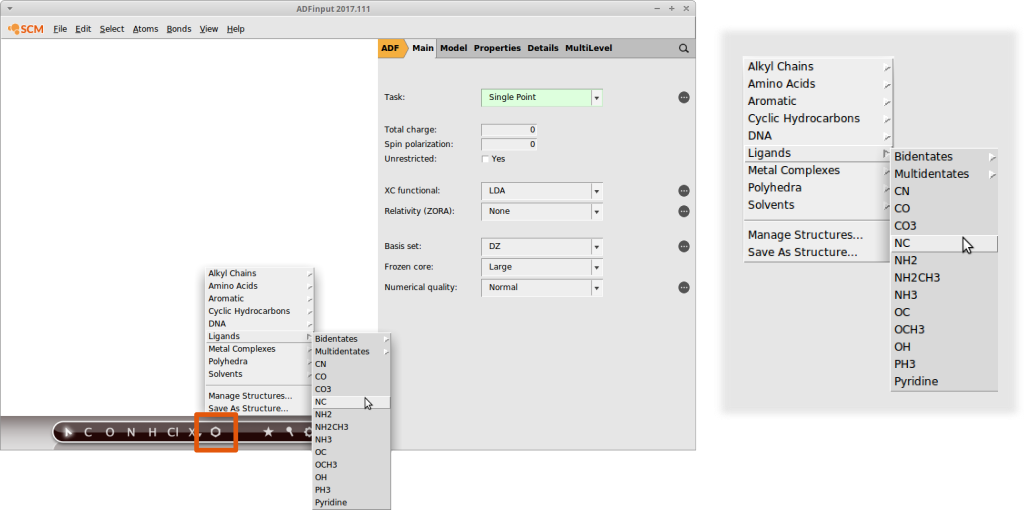 ADFinput 2017.111
SCM File Edit Select Atoms Bonds View Help
ADF Main Model Properties Details MultiLevel
Task: Single Point
Total charge: 0
Spin polarization: 0
Unrestricted: Yes
XC functional: LDA
Relativity (ZORA): None
Basis set: DZ
Frozen core: Large
Numerical quality: Normal
Alkyl Chains
Amino Acids
Aromatic
Cyclic Hydrocarbons
DNA
Ligands
Metal Complexes
Polyhedra
Solvents
Manage Structures...
Save As Structure...
Bidentates
Multidentates
CN
CO
CO3
NC
NH2
NH2CH3
NH3
OC
OCH3
OH
PH3
Pyridine
C O N H Cl X
Alkyl Chains
Amino Acids
Aromatic
Cyclic Hydrocarbons
DNA
Ligands
Metal Complexes
Polyhedra
Solvents
Manage Structures...
Save As Structure...
Bidentates
Multidentates
CN
CO
CO3
NC
NH2
NH2CH3
NH3
OC
OCH3
OH
PH3
Pyridine